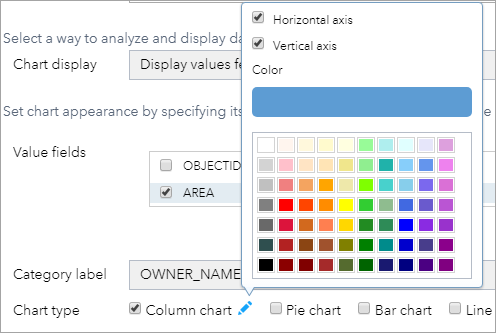 Horizontal axis
Vertical axis
Color
Select a way to analyze and display da
Chart display
Display values fe
Set chart appearance by specifying its
Value fields
OBJECTID
AREA
Category label
OWNER_NAME
Chart type
Column chart
Pie chart
Bar chart
Line